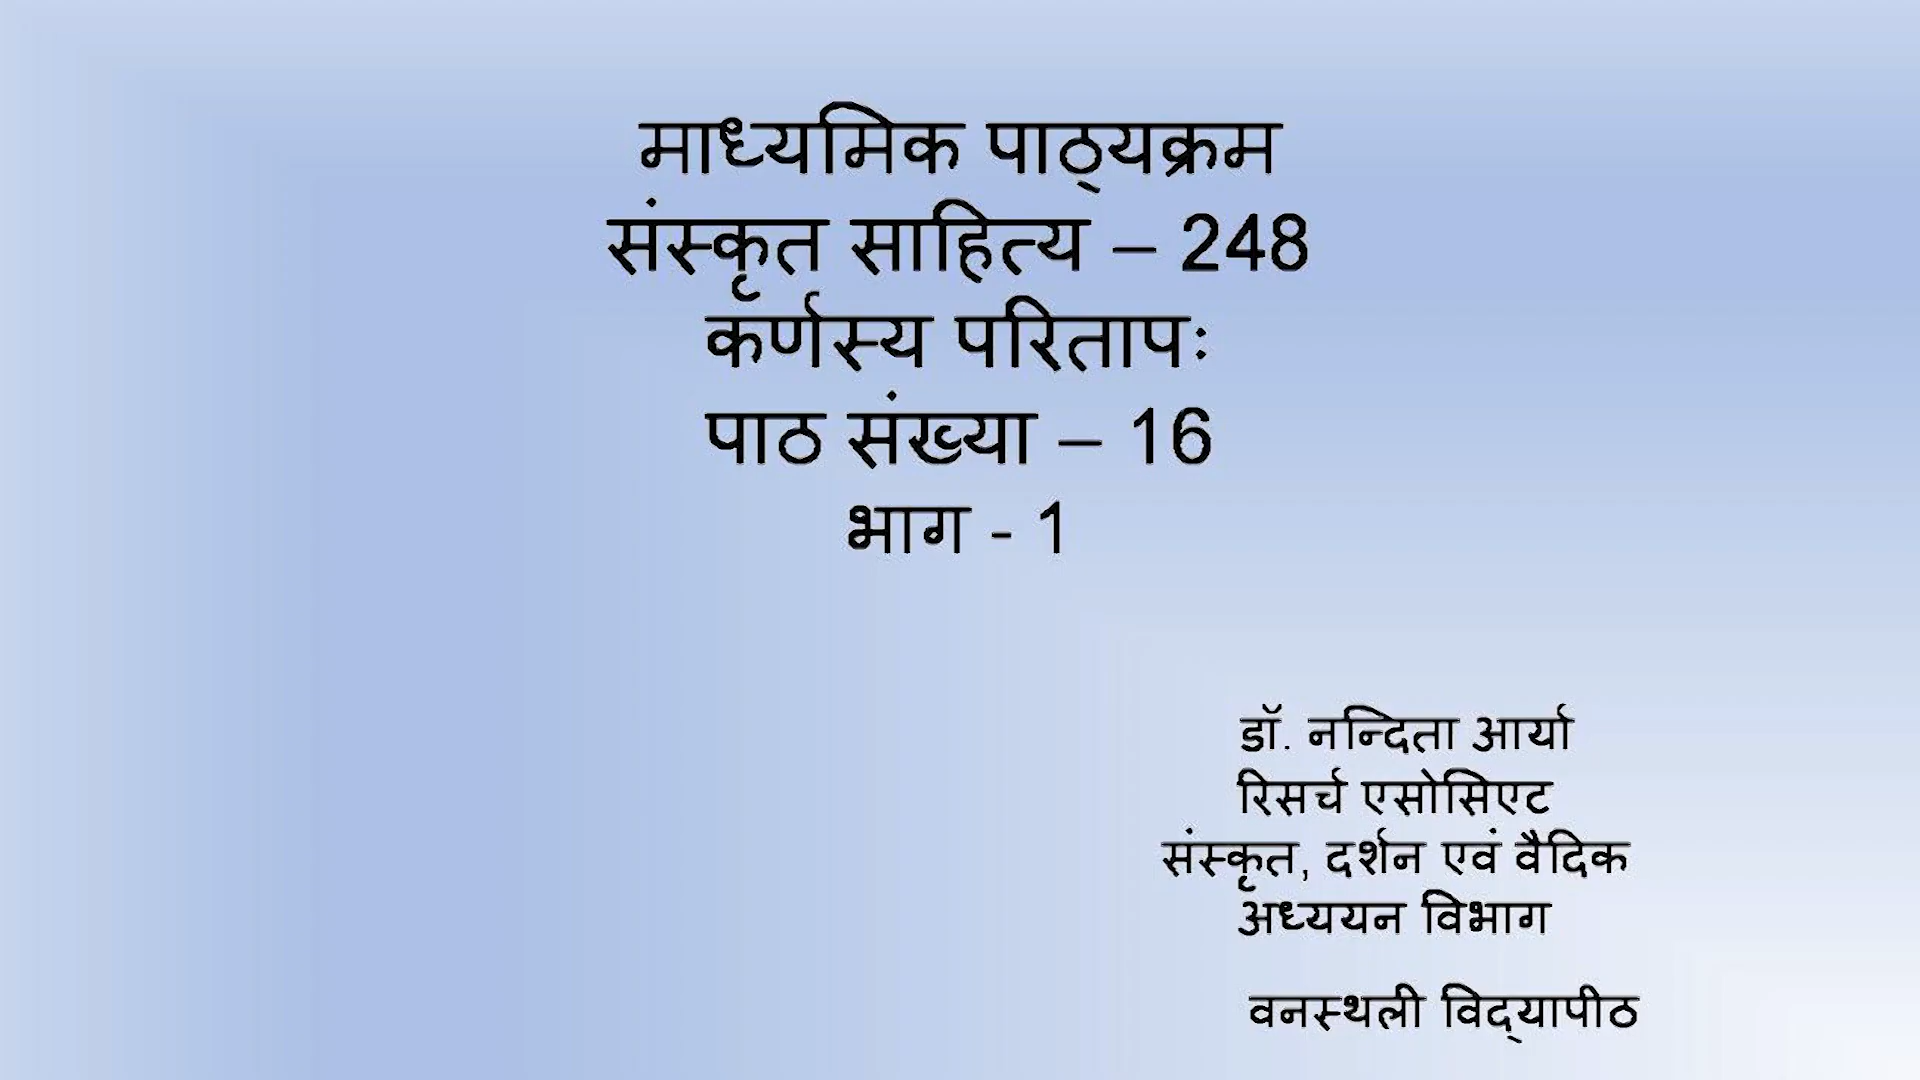 माध्यमिक पाठ्यक्रम
संस्कृत साहित्य – 248
कर्णस्य परितापः
पाठ संख्या – 16
भाग - 1
डॉ. नन्दिता आर्या
रिसर्च एसोसिएट
संस्कृत, दर्शन एवं वैदिक
अध्ययन विभाग
वनस्थली विद्यापीठ